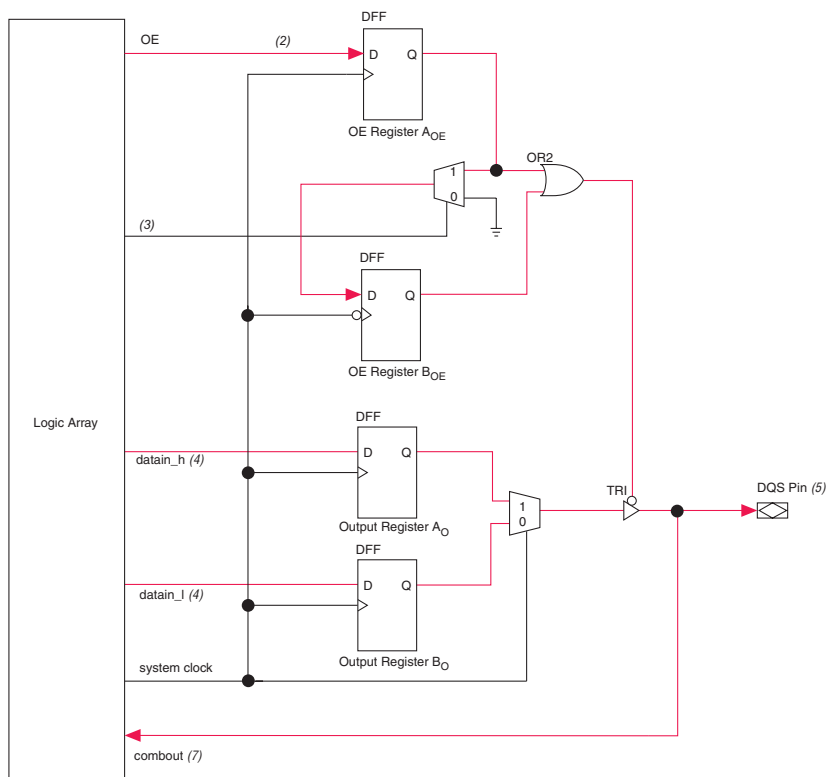 DFF
OE (2)
D Q
OE Register AOE
OR2
1
0
(3)
DFF
D Q
OE Register BOE
Logic Array
DFF
datain_h (4)
D Q
Output Register AO
1
0
TRI
DQS Pin (5)
DFF
datain_l (4)
D Q
Output Register BO
system clock
combout (7)